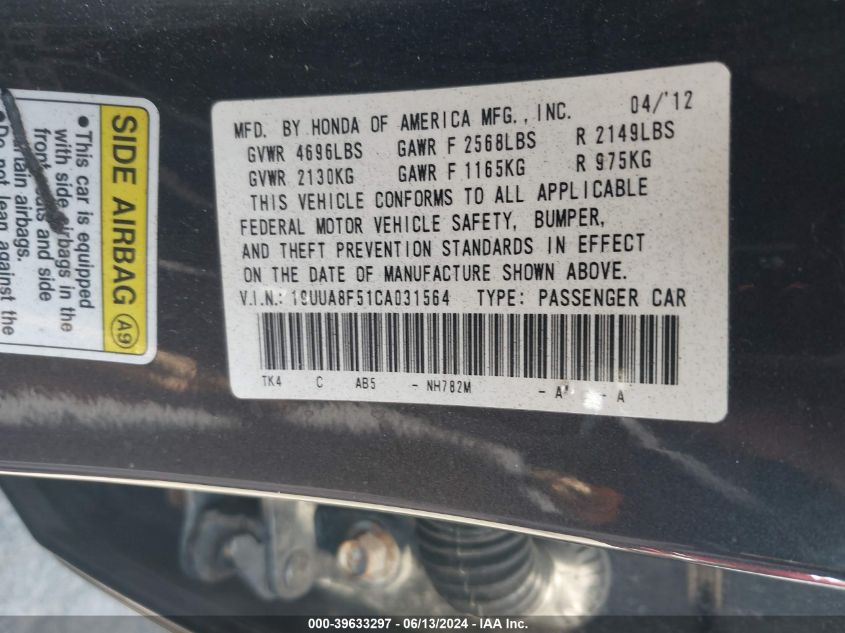 MFD. BY HONDA OF AMERICA MFG., INC. 04/'12
GVWR 4696LBS GAWR F 2568LBS R 2149LBS
GVWR 2130KG GAWR F 1165KG R 975KG
THIS VEHICLE CONFORMS TO ALL APPLICABLE
FEDERAL MOTOR VEHICLE SAFETY, BUMPER,
AND THEFT PREVENTION STANDARDS IN EFFECT
ON THE DATE OF MANUFACTURE SHOWN ABOVE.
V.I.N.: 19UUA8F51CA031564 TYPE: PASSENGER CAR
TK4 C AB5 - NH782M - A - A
SIDE AIRBAG A9
• This car is equipped
with side airbags in the
front and side
airbags.
Do not lean against the
000-39633297 - 06/13/2024 - IAA Inc.